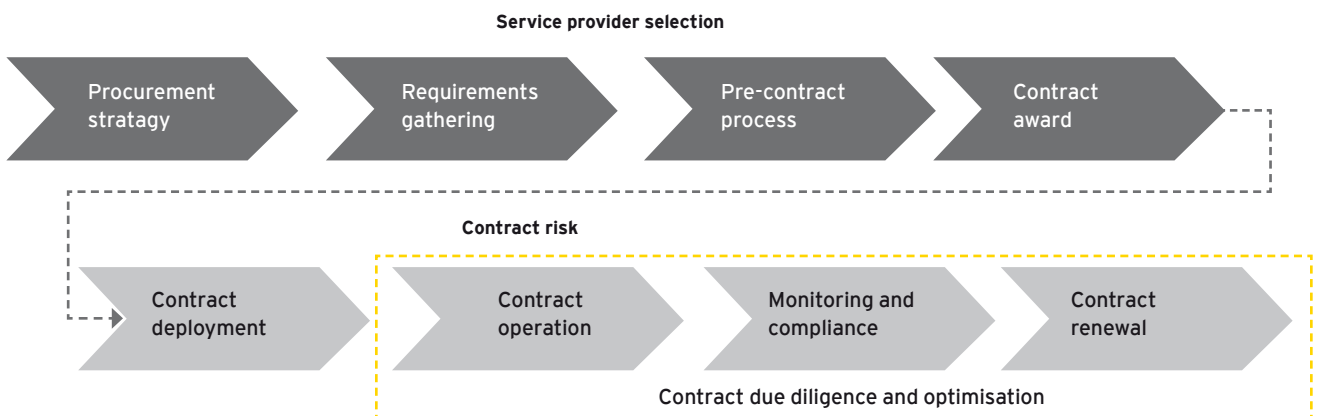 Service provider selection
Procurement
stratagy
Requirements
gathering
Pre-contract
process
Contract
award
Contract risk
Contract
deployment
Contract
operation
Monitoring and
compliance
Contract
renewal
Contract due diligence and optimisation